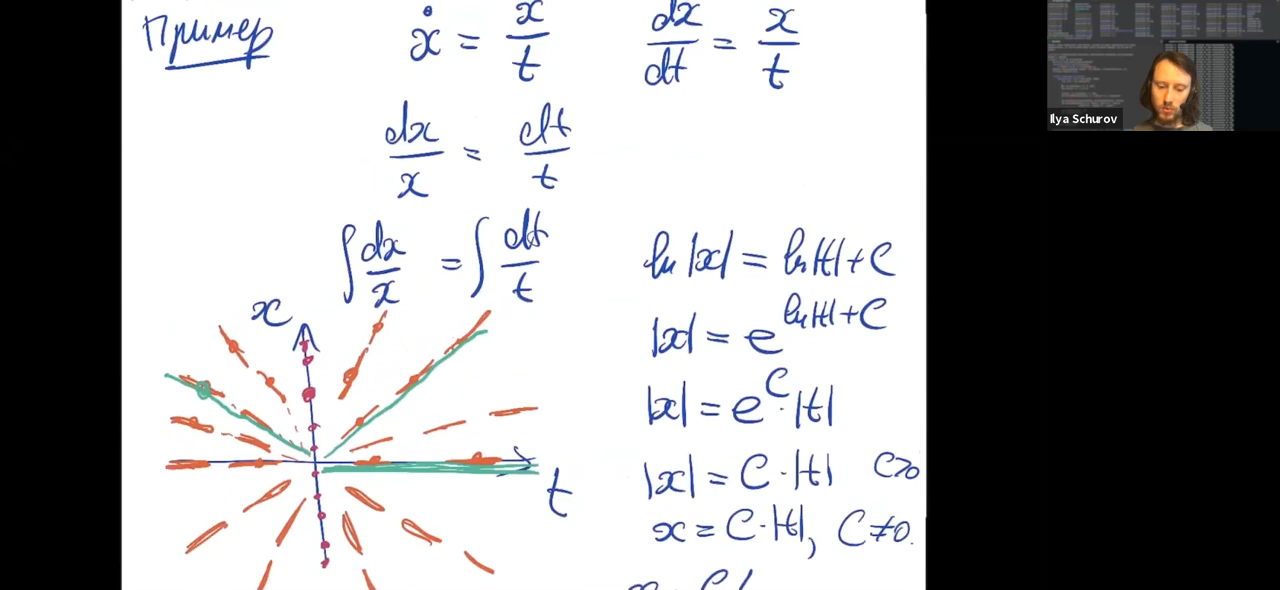 Пример
ẋ = x/t
dx/dt = x/t
dx/x = dt/t
∫dx/x = ∫dt/t
ln|x| = ln|t| + C
|x| = e^{ln|t| + C}
|x| = e^C · |t|
|x| = C · |t| C>0
x = C · |t|, C ≠ 0.
x
t
Ilya Schurov